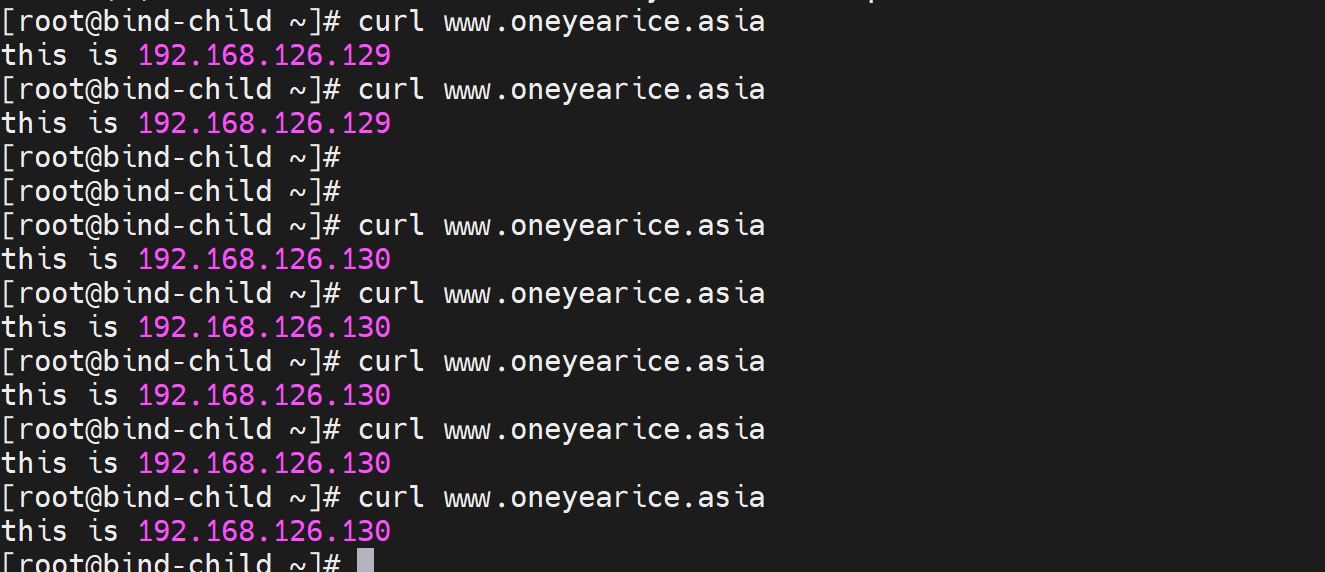 [root@bind-child ~]# curl www.oneyearice.asia
this is 192.168.126.129
[root@bind-child ~]# curl www.oneyearice.asia
this is 192.168.126.129
[root@bind-child ~]#
[root@bind-child ~]#
[root@bind-child ~]# curl www.oneyearice.asia
this is 192.168.126.130
[root@bind-child ~]# curl www.oneyearice.asia
this is 192.168.126.130
[root@bind-child ~]# curl www.oneyearice.asia
this is 192.168.126.130
[root@bind-child ~]# curl www.oneyearice.asia
this is 192.168.126.130
[root@bind-child ~]# curl www.oneyearice.asia
this is 192.168.126.130
[root@bind-child ~]#